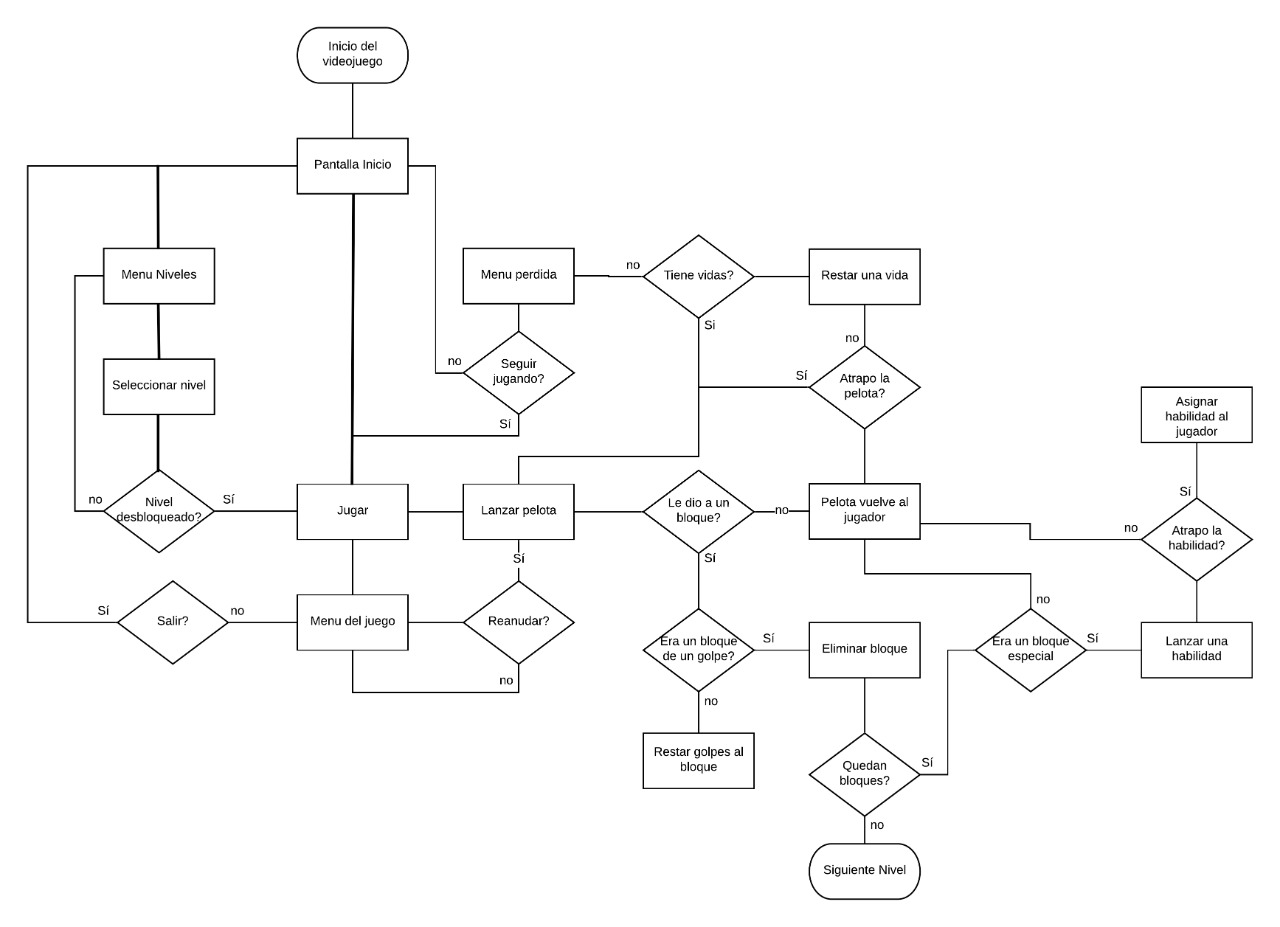 Inicio del
videojuego
Pantalla Inicio
Menu Niveles
Menu perdida
no
Tiene vidas?
Restar una vida
Si
no
no
Seguir
jugando?
Sí
Atrapo la
pelota?
Seleccionar nivel
Sí
Asignar
habilidad al
jugador
no
Nivel
desbloqueado?
Sí
Jugar
Lanzar pelota
Le dio a un
bloque?
no
Pelota vuelve al
jugador
Sí
no
Atrapo la
habilidad?
Sí
Sí
Sí
Salir?
no
Menu del juego
Reanudar?
no
Era un bloque
de un golpe?
Sí
Eliminar bloque
no
Era un bloque
especial
Sí
Lanzar una
habilidad
no
Restar golpes al
bloque
Quedan
bloques?
Sí
no
Siguiente Nivel